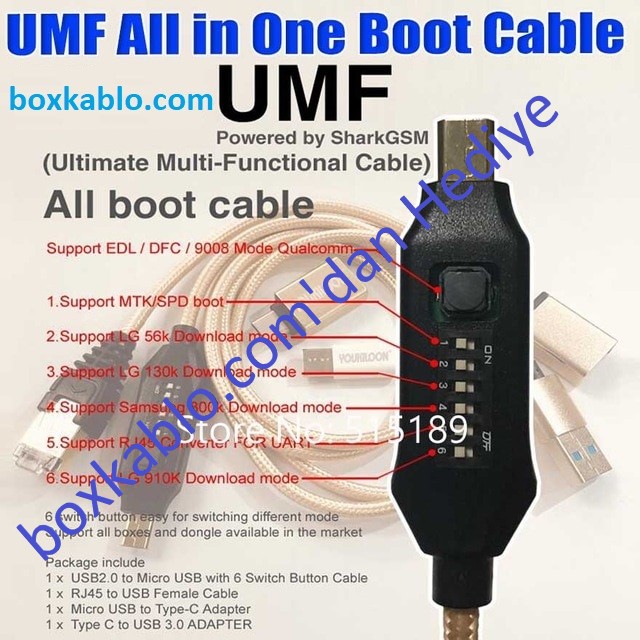 UMF All in One Boot Cable
boxkablo.com
UMF
Powered by SharkGSM
(Ultimate Multi-Functional Cable)
All boot cable
Support EDL / DFC / 9008 Mode Qualcomm
1.Support MTK/SPD boot
2.Support LG 56k Download mode
3.Support LG 130k Download mode
4.Support Samsung 300k Download mode
5.Support RJ45 Converter FOR UART
6.Support LG 910K Download mode
YOUKILOON
1 ON
2
3
4
5
6 OFF
Store No. 515189
boxkablo.com'dan Hediye
6 switch button easy for switching different mode
Support all boxes and dongle available in the market
Package include
1 x USB2.0 to Micro USB with 6 Switch Button Cable
1 x RJ45 to USB Female Cable
1 x Micro USB to Type-C Adapter
1 x Type C to USB 3.0 ADAPTER